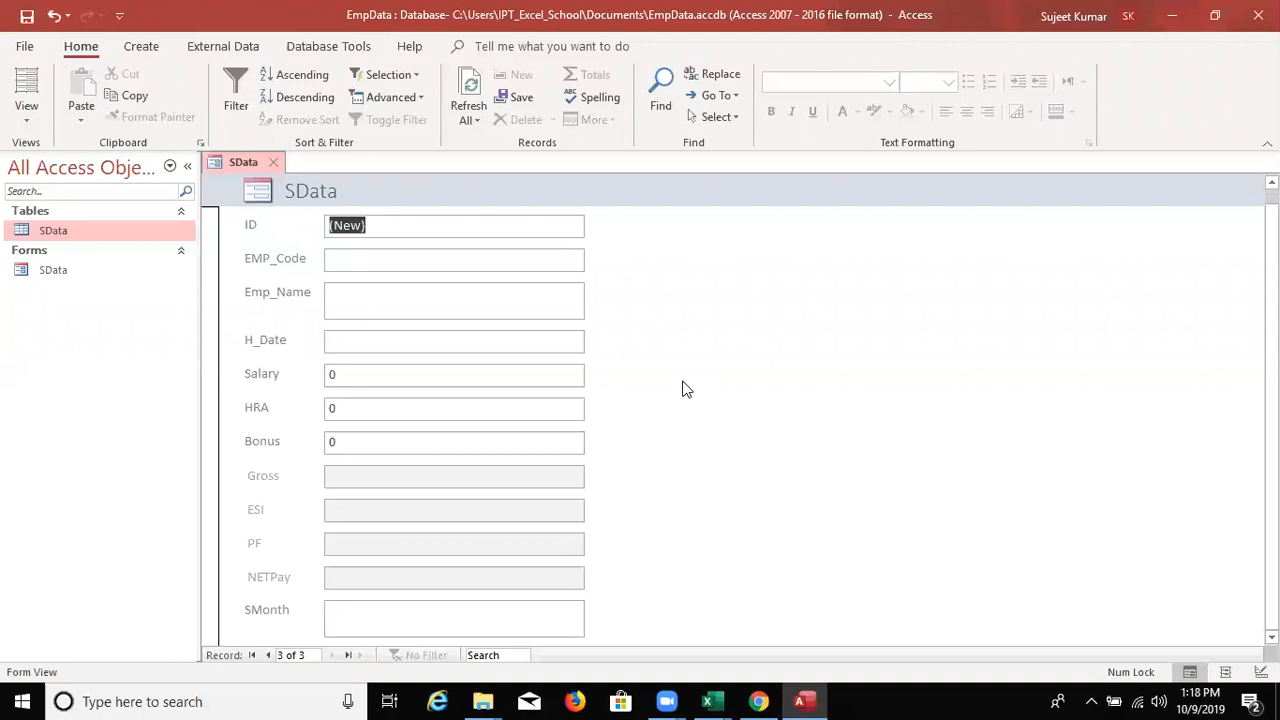 EmpData : Database- C:\Users\IPT_Excel_School\Documents\EmpData.accdb (Access 2007 - 2016 file format) - Access
Sujeet Kumar
SK
File
Home
Create
External Data
Database Tools
Help
Tell me what you want to do
View
Views
Paste
Cut
Copy
Format Painter
Clipboard
Filter
Ascending
Descending
Remove Sort
Selection
Advanced
Toggle Filter
Sort & Filter
Refresh
All
New
Save
Delete
Totals
Spelling
More
Records
Find
Replace
Go To
Select
Find
B I U A
Text Formatting
All Access Obje...
Search...
Tables
SData
Forms
SData
SData
SData
ID (New)
EMP_Code
Emp_Name
H_Date
Salary 0
HRA 0
Bonus 0
Gross
ESI
PF
NETPay
SMonth
Record: 3 of 3 No Filter Search
Form View
Num Lock
Type here to search
1:18 PM
10/9/2019
2